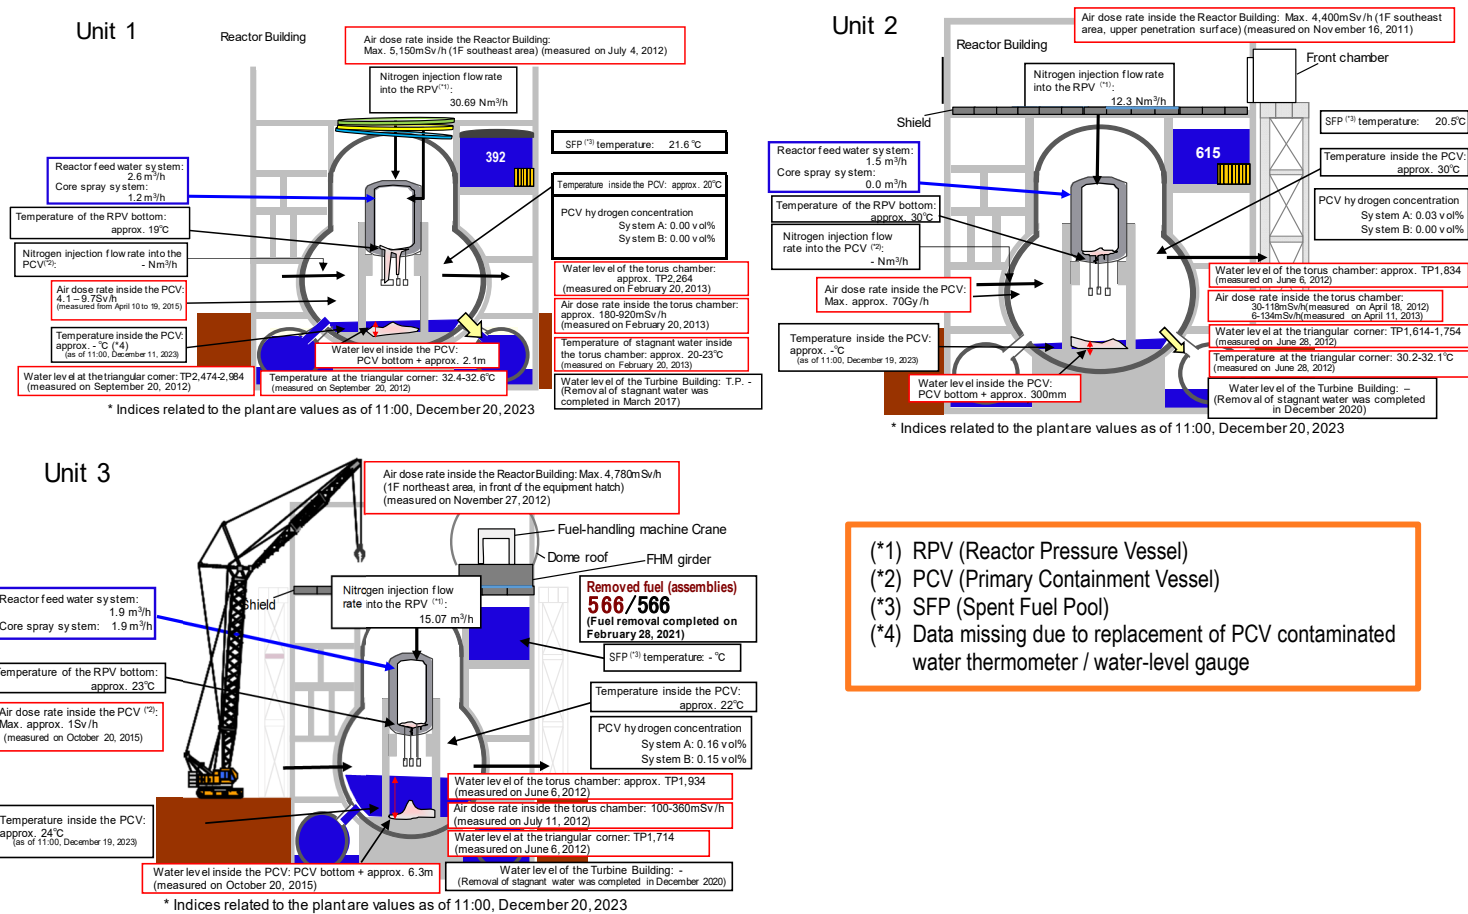 Unit 1
Reactor Building
Air dose rate inside the Reactor Building:
Max. 5,150mSv/h (1F southeast area) (measured on July 4, 2012)
Nitrogen injection flow rate
into the RPV(*1):
30.69 Nm3/h
392
SFP (*3) temperature: 21.6 °C
Reactor feed water system:
2.6 m3/h
Core spray system:
1.2 m3/h
Temperature inside the PCV: approx. 20°C
PCV hydrogen concentration
System A: 0.00 vol%
System B: 0.00 vol%
Temperature of the RPV bottom:
approx. 19°C
Nitrogen injection flow rate into the
PCV(*2):
- Nm3/h
Air dose rate inside the PCV:
4.1 – 9.7Sv/h
(measured from April 10 to 19, 2015)
Temperature inside the PCV:
approx. - °C (*4)
(as of 11:00, December 11, 2023)
Water level of the torus chamber:
approx. TP2,264
(measured on February 20, 2013)
Air dose rate inside the torus chamber:
approx. 180-920mSv/h
(measured on February 20, 2013)
Temperature of stagnant water inside
the torus chamber: approx. 20-23°C
(measured on February 20, 2013)
Water level inside the PCV:
PCV bottom + approx. 2.1m
Water level at the triangular corner: TP2,474-2,984
(measured on September 20, 2012)
Temperature at the triangular corner: 32.4-32.6°C
(measured on September 20, 2012)
Water level of the Turbine Building: T.P. -
(Removal of stagnant water was
completed in March 2017)
* Indices related to the plant are values as of 11:00, December 20, 2023
Unit 2
Reactor Building
Air dose rate inside the Reactor Building: Max. 4,400mSv/h (1F southeast
area, upper penetration surface) (measured on November 16, 2011)
Front chamber
Nitrogen injection flow rate
into the RPV (*1):
12.3 Nm3/h
Shield
615
SFP (*3) temperature: 20.5°C
Reactor feed water system:
1.5 m3/h
Core spray system:
0.0 m3/h
Temperature inside the PCV:
approx. 30°C
PCV hydrogen concentration
System A: 0.03 vol%
System B: 0.00 vol%
Temperature of the RPV bottom:
approx. 30°C
Nitrogen injection flow
rate into the PCV (*2):
- Nm3/h
Air dose rate inside the PCV:
Max. approx. 70Gy/h
Temperature inside the PCV:
approx. -°C
(as of 11:00, December 19, 2023)
Water level of the torus chamber: approx. TP1,834
(measured on June 6, 2012)
Air dose rate inside the torus chamber:
30-118mSv/h(measured on April 18, 2012)
6-134mSv/h(measured on April 11, 2013)
Water level at the triangular corner: TP1,614-1,754
(measured on June 28, 2012)
Temperature at the triangular corner: 30.2-32.1°C
(measured on June 28, 2012)
Water level inside the PCV:
PCV bottom + approx. 300mm
Water level of the Turbine Building: –
(Removal of stagnant water was completed
in December 2020)
* Indices related to the plant are values as of 11:00, December 20, 2023
Unit 3
Air dose rate inside the Reactor Building: Max. 4,780mSv/h
(1F northeast area, in front of the equipment hatch)
(measured on November 27, 2012)
Fuel-handling machine Crane
Dome roof
FHM girder
Shield
Nitrogen injection flow
rate into the RPV (*1):
15.07 m3/h
Removed fuel (assemblies)
566/566
(Fuel removal completed on
February 28, 2021)
SFP (*3) temperature: - °C
Reactor feed water system:
1.9 m3/h
Core spray system: 1.9 m3/h
Temperature of the RPV bottom:
approx. 23°C
Air dose rate inside the PCV (*2):
Max. approx. 1Sv/h
(measured on October 20, 2015)
Temperature inside the PCV:
approx. 22°C
PCV hydrogen concentration
System A: 0.16 vol%
System B: 0.15 vol%
Water level of the torus chamber: approx. TP1,934
(measured on June 6, 2012)
Air dose rate inside the torus chamber: 100-360mSv/h
(measured on July 11, 2012)
Water level at the triangular corner: TP1,714
(measured on June 6, 2012)
Temperature inside the PCV:
approx. 24°C
(as of 11:00, December 19, 2023)
Water level inside the PCV: PCV bottom + approx. 6.3m
(measured on October 20, 2015)
Water level of the Turbine Building: -
(Removal of stagnant water was completed in December 2020)
* Indices related to the plant are values as of 11:00, December 20, 2023
(*1) RPV (Reactor Pressure Vessel)
(*2) PCV (Primary Containment Vessel)
(*3) SFP (Spent Fuel Pool)
(*4) Data missing due to replacement of PCV contaminated
water thermometer / water-level gauge